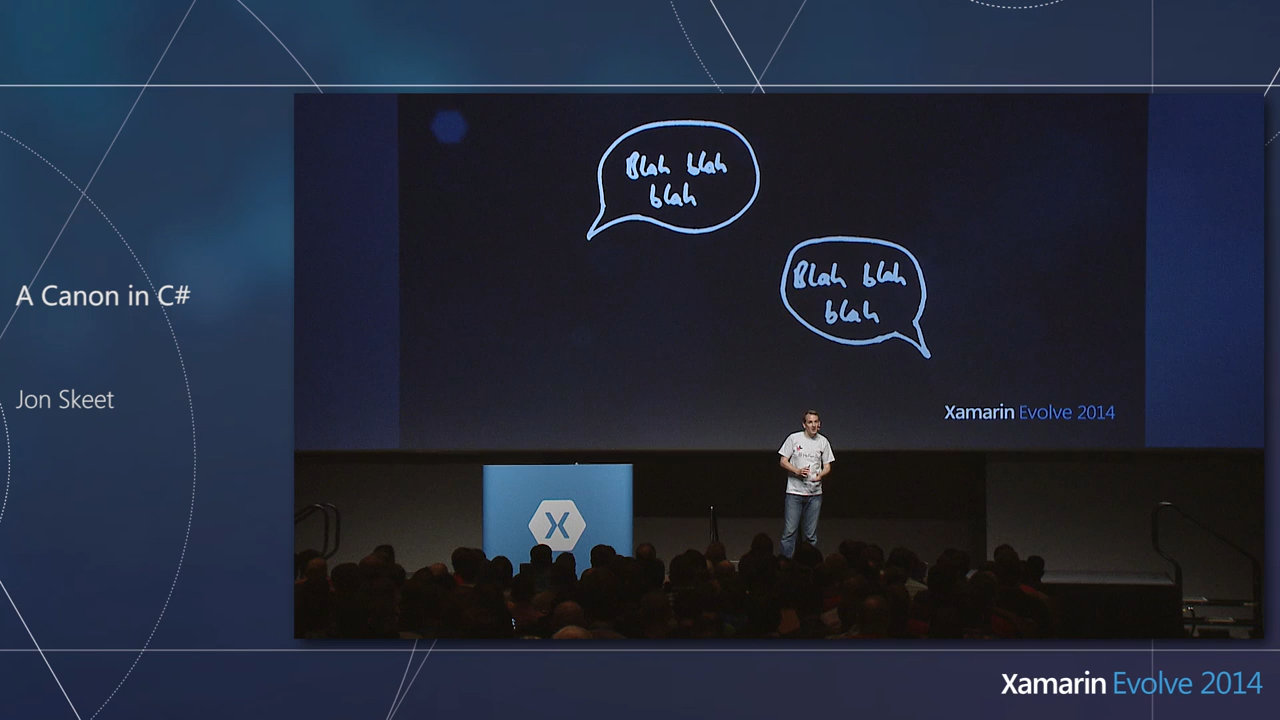 A Canon in C#
Jon Skeet
Blah blah
blah
Blah blah
blah
Xamarin Evolve 2014
X
Xamarin Evolve 2014